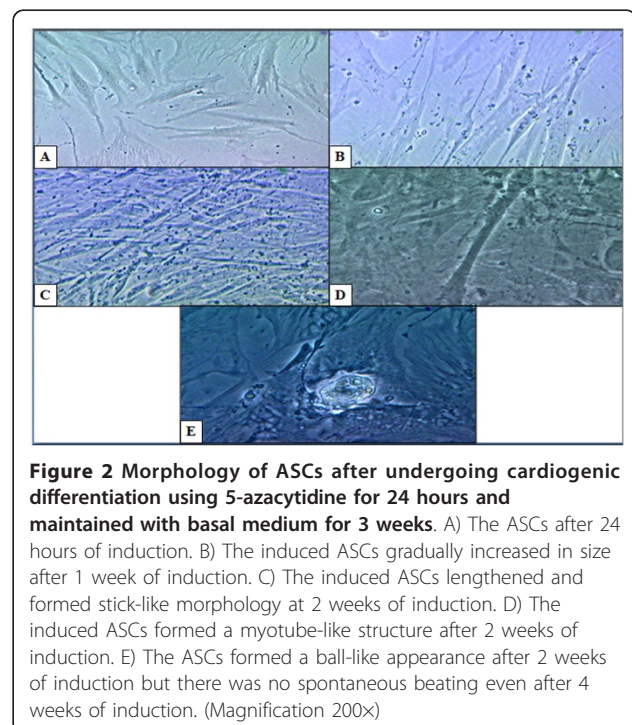 A
B
C
D
E
Figure 2 Morphology of ASCs after undergoing cardiogenic
differentiation using 5-azacytidine for 24 hours and
maintained with basal medium for 3 weeks. A) The ASCs after 24
hours of induction. B) The induced ASCs gradually increased in size
after 1 week of induction. C) The induced ASCs lengthened and
formed stick-like morphology at 2 weeks of induction. D) The
induced ASCs formed a myotube-like structure after 2 weeks of
induction. E) The ASCs formed a ball-like appearance after 2 weeks
of induction but there was no spontaneous beating even after 4
weeks of induction. (Magnification 200×)